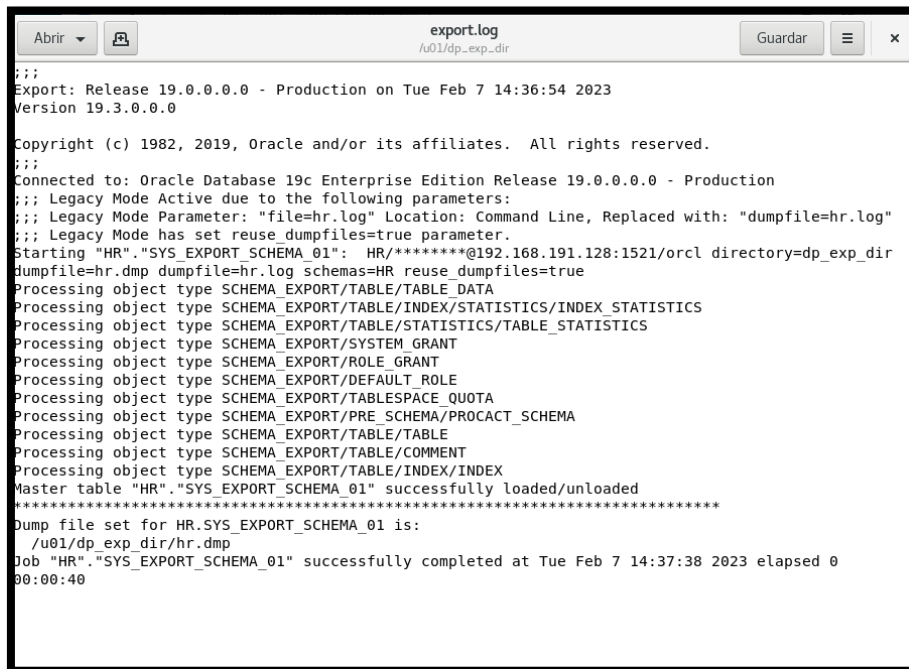 Abrir
export.log
/u01/dp_exp_dir
Guardar
;;;
Export: Release 19.0.0.0.0 - Production on Tue Feb 7 14:36:54 2023
Version 19.3.0.0.0
Copyright (c) 1982, 2019, Oracle and/or its affiliates.  All rights reserved.
;;;
Connected to: Oracle Database 19c Enterprise Edition Release 19.0.0.0.0 - Production
;;; Legacy Mode Active due to the following parameters:
;;; Legacy Mode Parameter: "file=hr.log" Location: Command Line, Replaced with: "dumpfile=hr.log"
;;; Legacy Mode has set reuse_dumpfiles=true parameter.
Starting "HR"."SYS_EXPORT_SCHEMA_01":  HR/********@192.168.191.128:1521/orcl directory=dp_exp_dir
dumpfile=hr.dmp dumpfile=hr.log schemas=HR reuse_dumpfiles=true
Processing object type SCHEMA_EXPORT/TABLE/TABLE_DATA
Processing object type SCHEMA_EXPORT/TABLE/INDEX/STATISTICS/INDEX_STATISTICS
Processing object type SCHEMA_EXPORT/TABLE/STATISTICS/TABLE_STATISTICS
Processing object type SCHEMA_EXPORT/SYSTEM_GRANT
Processing object type SCHEMA_EXPORT/ROLE_GRANT
Processing object type SCHEMA_EXPORT/DEFAULT_ROLE
Processing object type SCHEMA_EXPORT/TABLESPACE_QUOTA
Processing object type SCHEMA_EXPORT/PRE_SCHEMA/PROCACT_SCHEMA
Processing object type SCHEMA_EXPORT/TABLE/TABLE
Processing object type SCHEMA_EXPORT/TABLE/COMMENT
Processing object type SCHEMA_EXPORT/TABLE/INDEX/INDEX
Master table "HR"."SYS_EXPORT_SCHEMA_01" successfully loaded/unloaded
******************************************************************************
Dump file set for HR.SYS_EXPORT_SCHEMA_01 is:
  /u01/dp_exp_dir/hr.dmp
Job "HR"."SYS_EXPORT_SCHEMA_01" successfully completed at Tue Feb 7 14:37:38 2023 elapsed 0
00:00:40